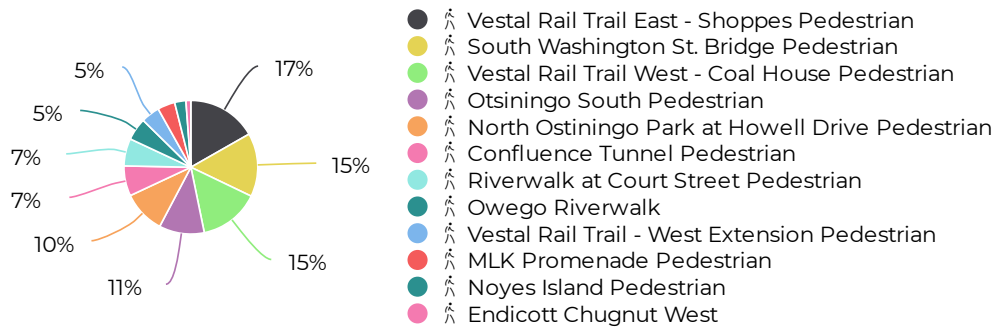 17%
15%
15%
11%
10%
7%
7%
5%
5%
Vestal Rail Trail East - Shoppes Pedestrian
South Washington St. Bridge Pedestrian
Vestal Rail Trail West - Coal House Pedestrian
Otsiningo South Pedestrian
North Ostiningo Park at Howell Drive Pedestrian
Confluence Tunnel Pedestrian
Riverwalk at Court Street Pedestrian
Owego Riverwalk
Vestal Rail Trail - West Extension Pedestrian
MLK Promenade Pedestrian
Noyes Island Pedestrian
Endicott Chugnut West